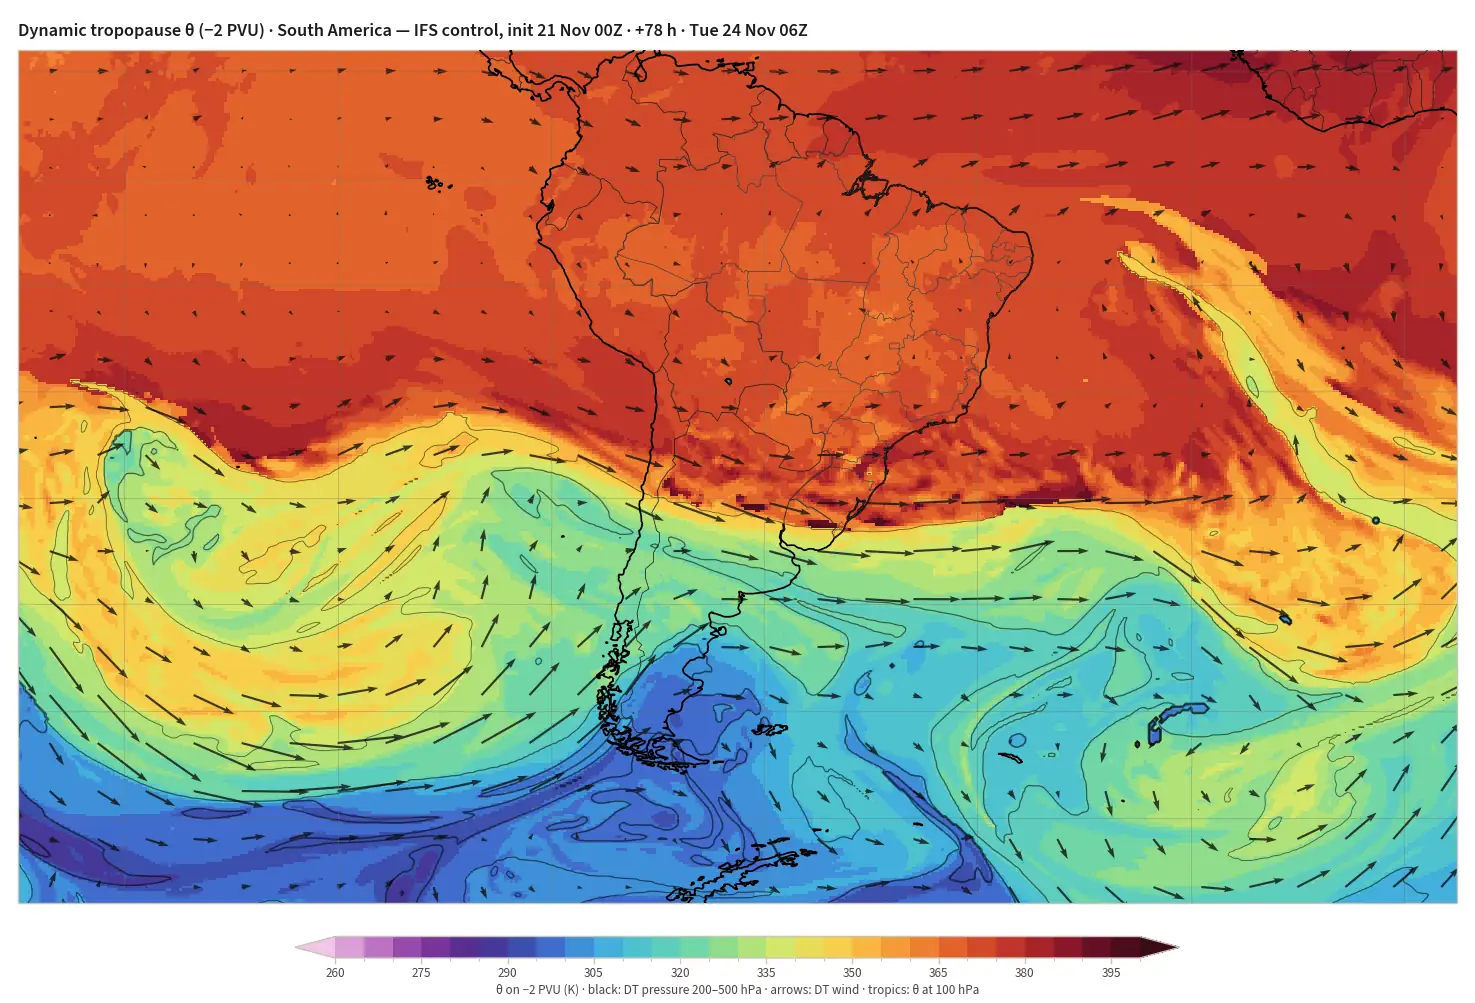 Dynamic tropopause θ (−2 PVU) · South America — IFS control, init 21 Nov 00Z · +78 h · Tue 24 Nov 06Z
260 275 290 305 320 335 350 365 380 395
θ on −2 PVU (K) · black: DT pressure 200–500 hPa · arrows: DT wind · tropics: θ at 100 hPa